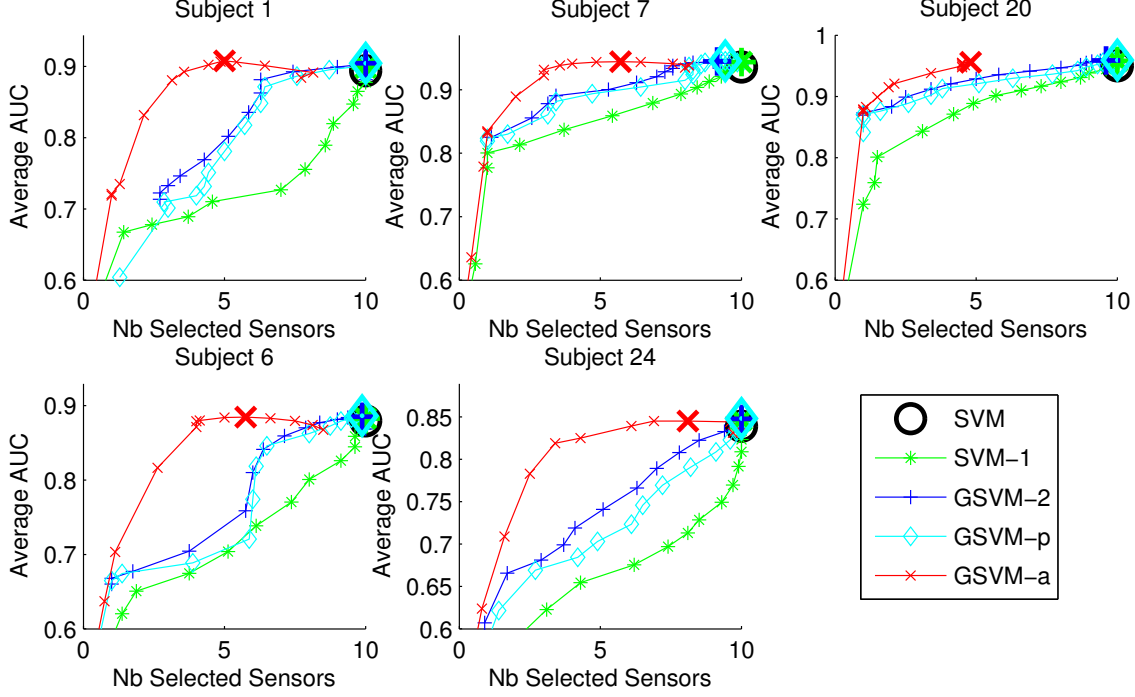 Subject 1
0.9
0.8
0.7
0.6
0
5
10
Average AUC
Nb Selected Sensors
Subject 7
0.9
0.8
0.7
0.6
0
5
10
Average AUC
Nb Selected Sensors
Subject 20
1
0.9
0.8
0.7
0.6
0
5
10
Average AUC
Nb Selected Sensors
Subject 6
0.9
0.8
0.7
0.6
0
5
10
Average AUC
Nb Selected Sensors
Subject 24
0.85
0.8
0.75
0.7
0.65
0.6
0
5
10
Average AUC
Nb Selected Sensors
SVM
SVM−1
GSVM−2
GSVM−p
GSVM−a